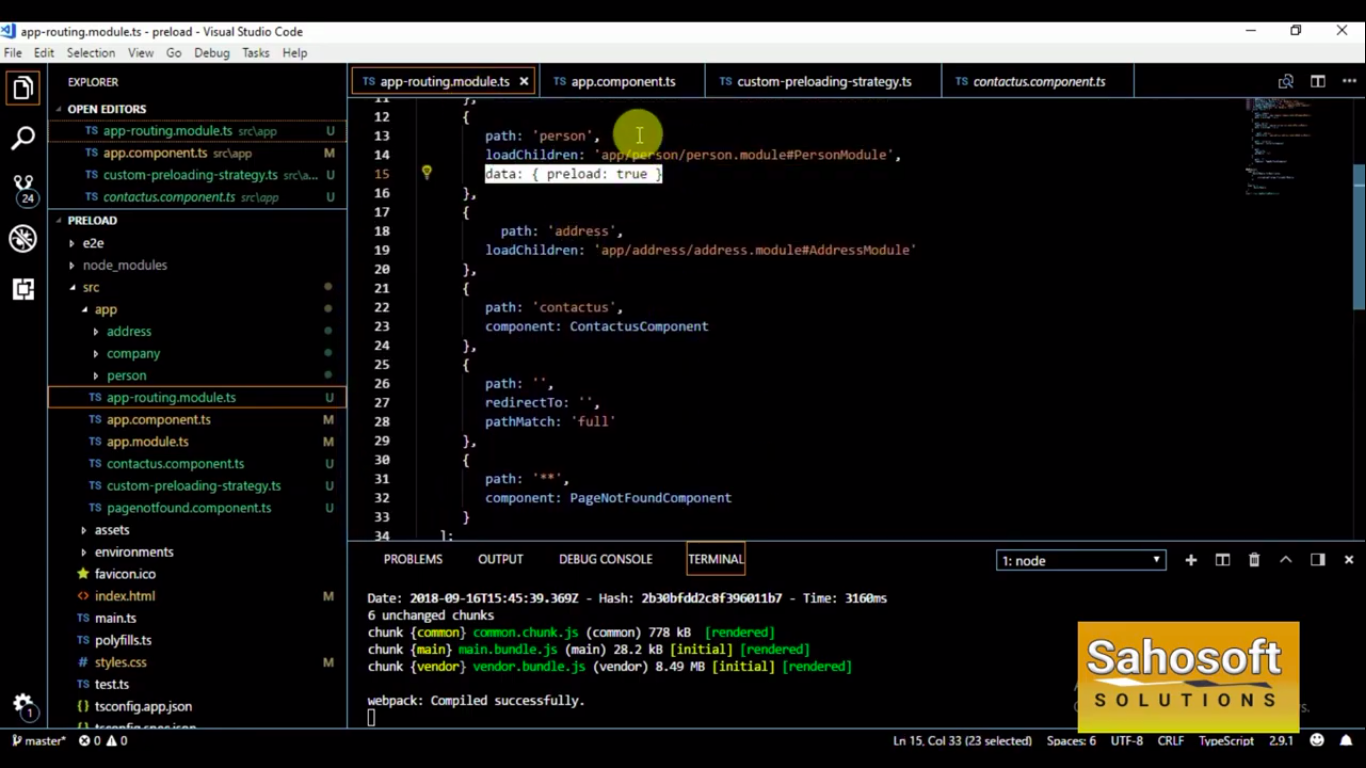 app-routing.module.ts - preload - Visual Studio Code
File Edit Selection View Go Debug Tasks Help
EXPLORER
OPEN EDITORS
TS app-routing.module.ts src\app U
TS app.component.ts src\app M
TS custom-preloading-strategy.ts src\a... U
TS contactus.component.ts src\app U
24
PRELOAD
e2e
node_modules
src
app
address
company
person
TS app-routing.module.ts U
TS app.component.ts M
TS app.module.ts M
TS contactus.component.ts U
TS custom-preloading-strategy.ts U
TS pagenotfound.component.ts U
assets
environments
favicon.ico
<> index.html M
TS main.ts
TS polyfills.ts
# styles.css M
TS test.ts
{} tsconfig.app.json
{} tsconfig.spec.json
1
TS app-routing.module.ts × TS app.component.ts TS custom-preloading-strategy.ts TS contactus.component.ts
11 },
12 {
13 path: 'person',
14 loadChildren: 'app/person/person.module#PersonModule',
15 data: { preload: true }
16 },
17 {
18 path: 'address',
19 loadChildren: 'app/address/address.module#AddressModule'
20 },
21 {
22 path: 'contactus',
23 component: ContactusComponent
24 },
25 {
26 path: '',
27 redirectTo: '',
28 pathMatch: 'full'
29 },
30 {
31 path: '**',
32 component: PageNotFoundComponent
33 }
34 ];
PROBLEMS OUTPUT DEBUG CONSOLE TERMINAL 1: node
Date: 2018-09-16T15:45:39.369Z - Hash: 2b30bfdd2c8f396011b7 - Time: 3160ms
6 unchanged chunks
chunk {common} common.chunk.js (common) 778 kB [rendered]
chunk {main} main.bundle.js (main) 28.2 kB [initial] [rendered]
chunk {vendor} vendor.bundle.js (vendor) 8.49 MB [initial] [rendered]
webpack: Compiled successfully.
Sahosoft
SOLUTIONS
master* 0 0 Ln 15, Col 33 (23 selected) Spaces: 6 UTF-8 CRLF TypeScript 2.9.1